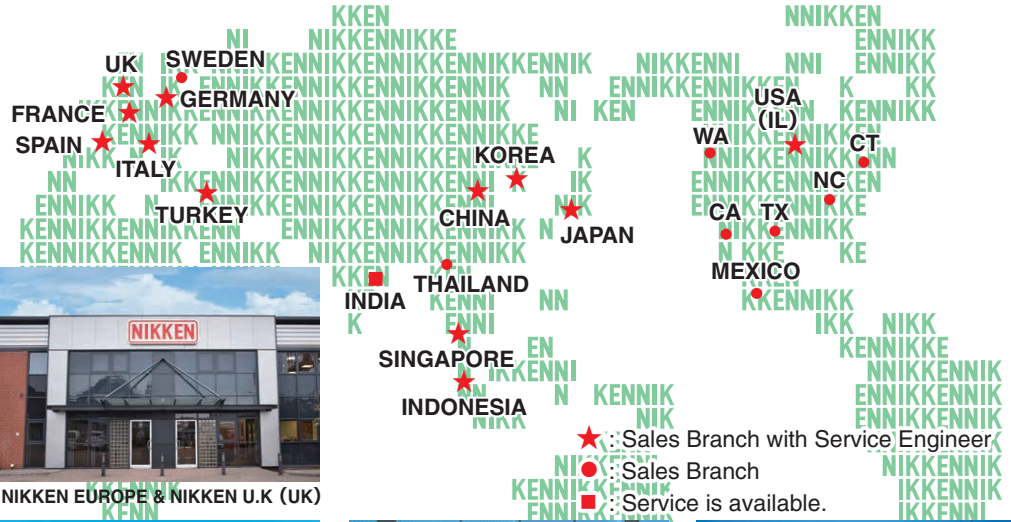 UK
SWEDEN
GERMANY
FRANCE
SPAIN
ITALY
TURKEY
KOREA
CHINA
JAPAN
INDIA
THAILAND
SINGAPORE
INDONESIA
USA
(IL)
WA
CT
NC
CA
TX
MEXICO
NIKKEN
NIKKEN EUROPE & NIKKEN U.K (UK)
★ : Sales Branch with Service Engineer
● : Sales Branch
■ : Service is available.